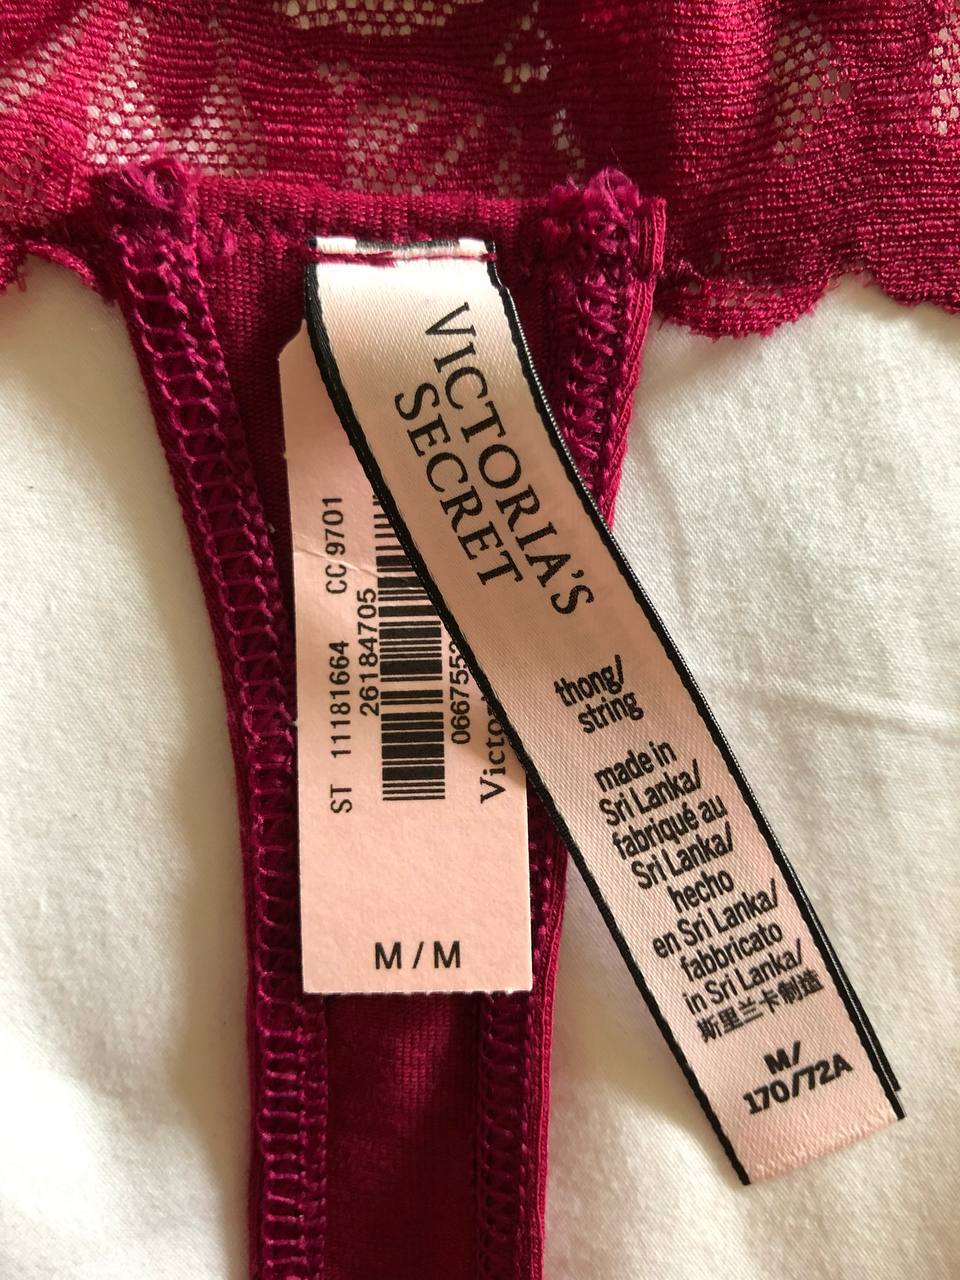 VICTORIA'S
SECRET
thong/
string
made in
Sri Lanka/
fabriqué au
Sri Lanka/
hecho
en Sri Lanka/
fabbricato
in Sri Lanka/
斯里兰卡制造
M/
170/72A
ST 11181664 CC 9701
26184705
M / M